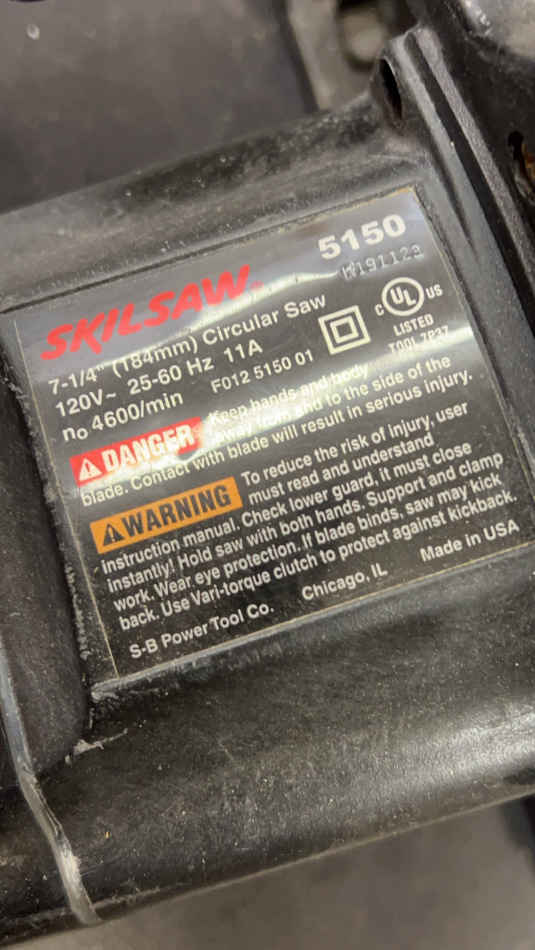 5150
SKILSAW
7-1/4" (184mm) Circular Saw
120V~ 25-60 Hz 11A
n₀ 4600/min F012 5150 01
C UL US
LISTED
TOOL 7P37
DANGER Keep hands and body
away from and to the side of the
blade. Contact with blade will result in serious injury.
WARNING To reduce the risk of injury, user
must read and understand
instruction manual. Check lower guard, it must close
instantly! Hold saw with both hands. Support and clamp
work. Wear eye protection. If blade binds, saw may kick
back. Use Vari-torque clutch to protect against kickback.
S-B Power Tool Co. Chicago, IL Made in USA